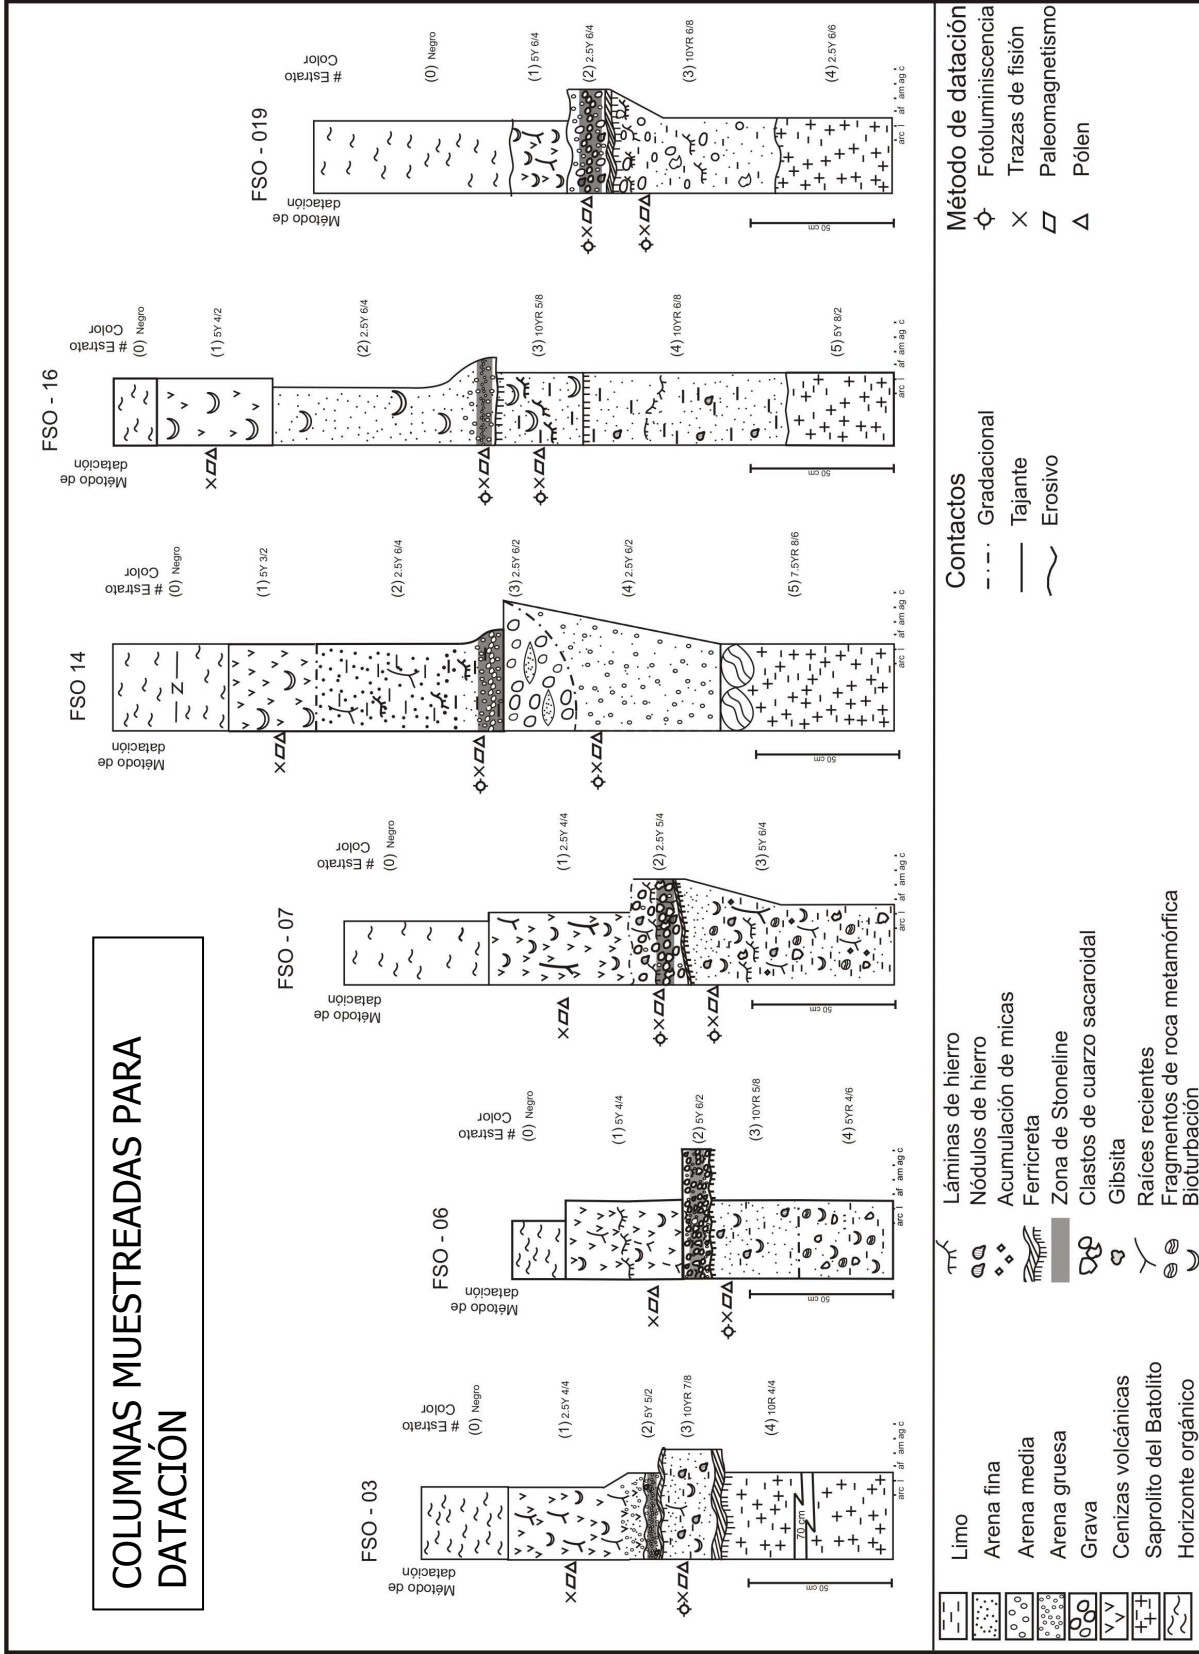 COLUMNAS MUESTREADAS PARA
DATACIÓN
FSO - 03
Método de
datación
# Estrato
Color
(0) Negro
(1) 2.5Y 4/4
(2) 5Y 5/2
(3) 10YR 7/8
(4) 10R 4/4
70 cm
50 cm
arc l af am ag c
FSO - 06
Método de
datación
# Estrato
Color
(0) Negro
(1) 5Y 4/4
(2) 5Y 6/2
(3) 10YR 5/8
(4) 5YR 4/6
50 cm
arc l af am ag c
FSO - 07
Método de
datación
# Estrato
Color
(0) Negro
(1) 2.5Y 4/4
(2) 2.5Y 5/4
(3) 5Y 6/4
50 cm
arc l af am ag c
FSO 14
Método de
datación
# Estrato
Color
(0) Negro
(1) 5Y 3/2
(2) 2.5Y 6/4
(3) 2.5Y 6/2
(4) 2.5Y 6/2
(5) 7.5YR 8/6
50 cm
arc l af am ag c
FSO - 16
Método de
datación
# Estrato
Color
(0) Negro
(1) 5Y 4/2
(2) 2.5Y 6/4
(3) 10YR 5/8
(4) 10YR 6/8
(5) 5Y 8/2
50 cm
arc l af am ag c
FSO - 019
Método de
datación
# Estrato
Color
(0) Negro
(1) 5Y 6/4
(2) 2.5Y 6/4
(3) 10YR 6/8
(4) 2.5Y 6/6
50 cm
arc l af am ag c
Limo
Arena fina
Arena media
Arena gruesa
Grava
Cenizas volcánicas
Saprolito del Batolito
Horizonte orgánico
Láminas de hierro
Nódulos de hierro
Acumulación de micas
Ferricreta
Zona de Stoneline
Clastos de cuarzo sacaroidal
Gibsita
Raíces recientes
Fragmentos de roca metamórfica
Bioturbación
Contactos
Gradacional
Tajante
Erosivo
Método de datación
Fotoluminiscencia
Trazas de fisión
Paleomagnetismo
Pólen